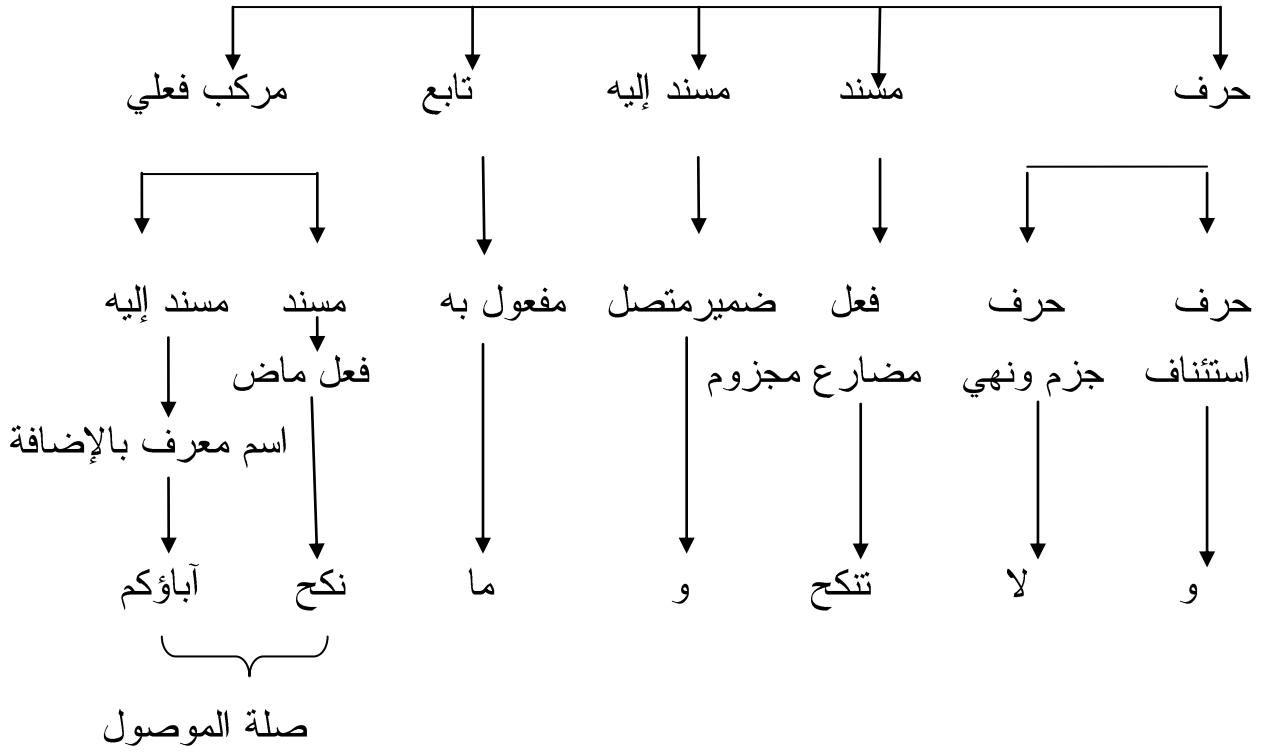 حرف مسند مسند إليه تابع مركب فعلي
حرف حرف فعل ضميرمتصل مفعول به مسند مسند إليه
استئناف جزم ونهي مضارع مجزوم فعل ماض
اسم معرف بالإضافة
و لا تنكح و ما نكح آباؤكم
صلة الموصول